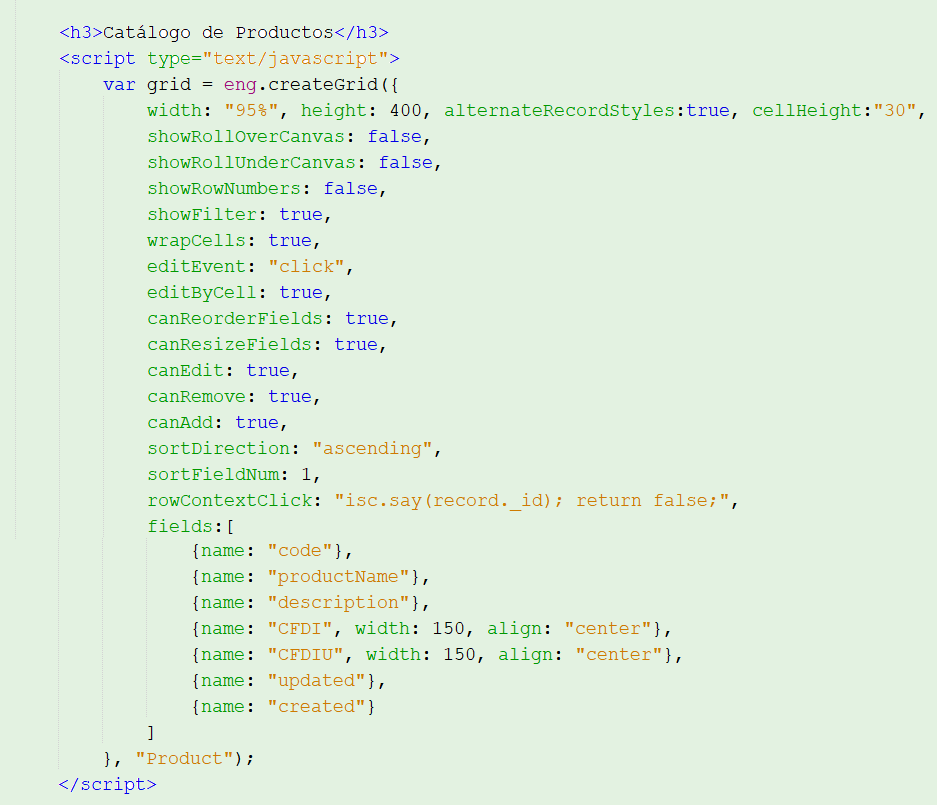 <h3>Catálogo de Productos</h3>
<script type="text/javascript">
    var grid = eng.createGrid({
        width: "95%", height: 400, alternateRecordStyles:true, cellHeight:"30",
        showRollOverCanvas: false,
        showRollUnderCanvas: false,
        showRowNumbers: false,
        showFilter: true,
        wrapCells: true,
        editEvent: "click",
        editByCell: true,
        canReorderFields: true,
        canResizeFields: true,
        canEdit: true,
        canRemove: true,
        canAdd: true,
        sortDirection: "ascending",
        sortFieldNum: 1,
        rowContextClick: "isc.say(record._id); return false;",
        fields:[
            {name: "code"},
            {name: "productName"},
            {name: "description"},
            {name: "CFDI", width: 150, align: "center"},
            {name: "CFDIU", width: 150, align: "center"},
            {name: "updated"},
            {name: "created"}
        ]
    }, "Product");
</script>